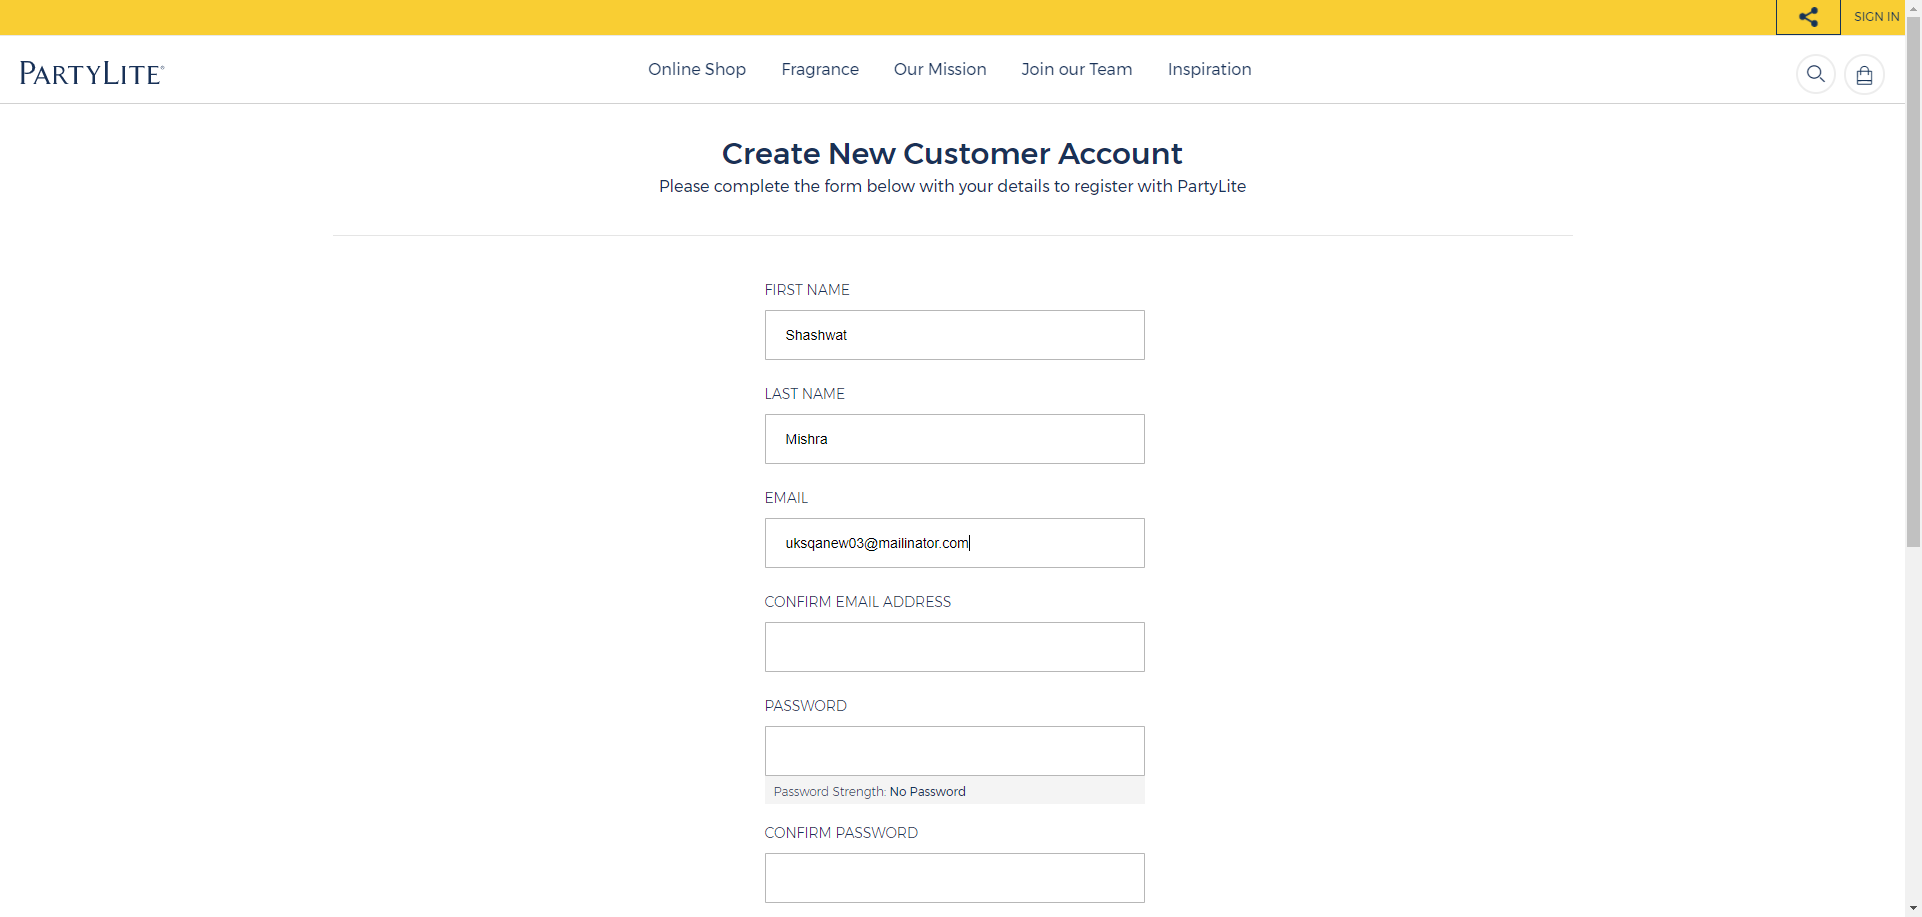 SIGN IN
PARTYLITE®
Online Shop
Fragrance
Our Mission
Join our Team
Inspiration
Create New Customer Account
Please complete the form below with your details to register with PartyLite
FIRST NAME
Shashwat
LAST NAME
Mishra
EMAIL
uksqanew03@mailinator.com
CONFIRM EMAIL ADDRESS
PASSWORD
Password Strength: No Password
CONFIRM PASSWORD